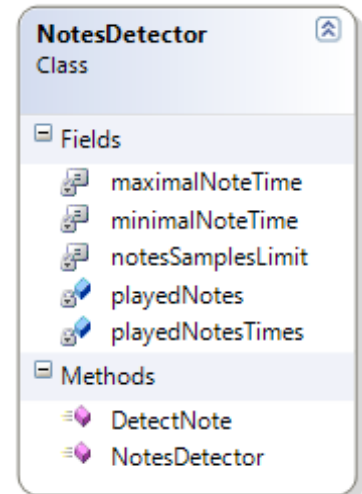 NotesDetector
Class
Fields
maximalNoteTime
minimalNoteTime
notesSamplesLimit
playedNotes
playedNotesTimes
Methods
DetectNote
NotesDetector